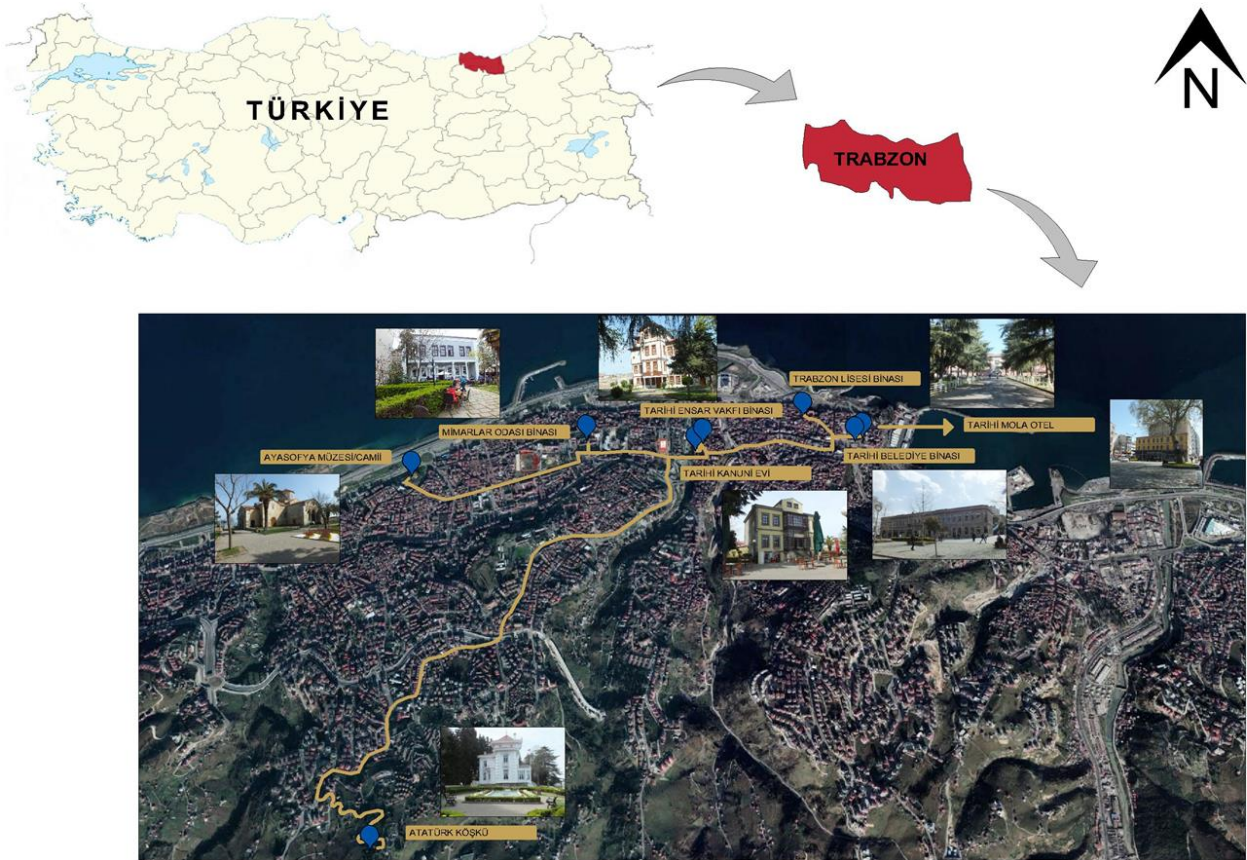 N
TÜRKİYE
TRABZON
TRABZON LİSESİ BİNASI
TARİHİ ENSAR VAKFI BİNASI
TARİHİ MOLA OTEL
MİMARLAR ODASI BİNASI
AYASOFYA MÜZESİ/CAMİİ
TARİHİ BELEDİYE BİNASI
TARİHİ KANUNİ EVİ
ATATÜRK KÖŞKÜ